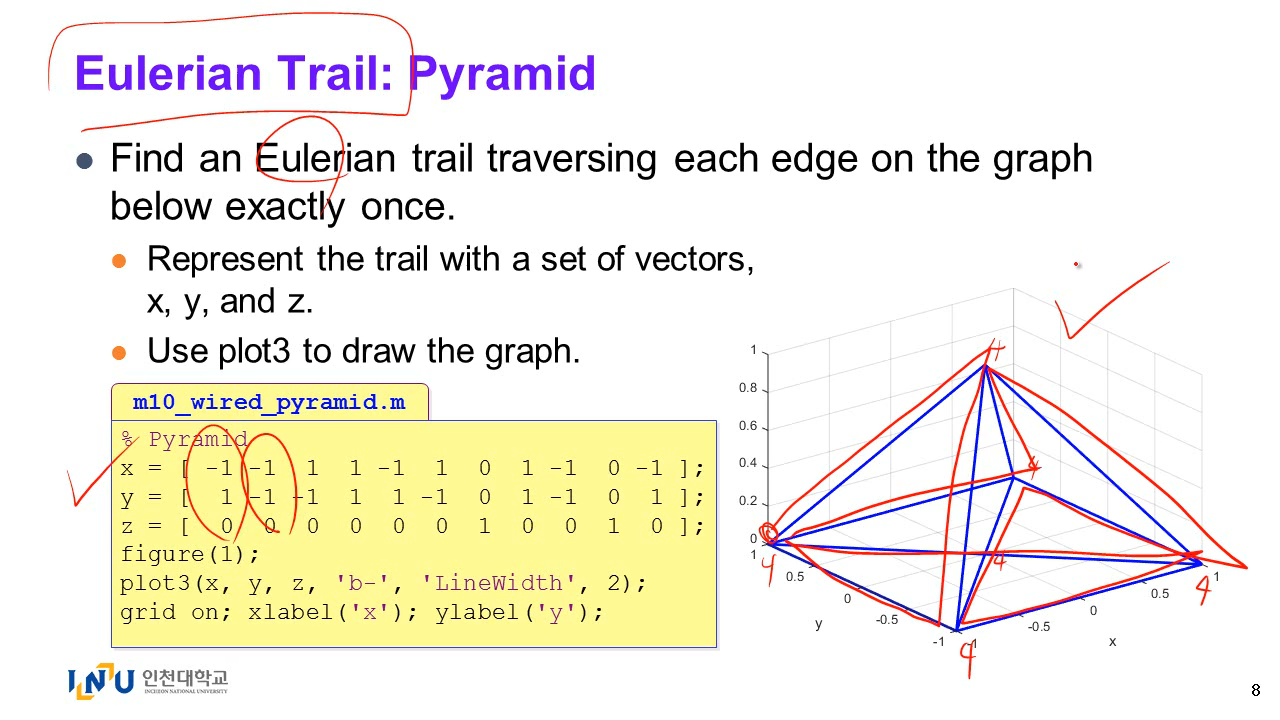 Eulerian Trail: Pyramid
Find an Eulerian trail traversing each edge on the graph
below exactly once.
Represent the trail with a set of vectors,
x, y, and z.
Use plot3 to draw the graph.
m10_wired_pyramid.m
% Pyramid
x = [ -1 -1 1 1 -1 1 0 1 -1 0 -1 ];
y = [ 1 -1 -1 1 1 -1 0 1 -1 0 1 ];
z = [ 0 0 0 0 0 0 1 0 0 1 0 ];
figure(1);
plot3(x, y, z, 'b-', 'LineWidth', 2);
grid on; xlabel('x'); ylabel('y');
1
0.8
0.6
0.4
0.2
0
1
0.5
0
-0.5
-1
y
-1
-0.5
0
0.5
1
x
4
4
4
4
4
4
INU 인천대학교
INCHEON NATIONAL UNIVERSITY
8